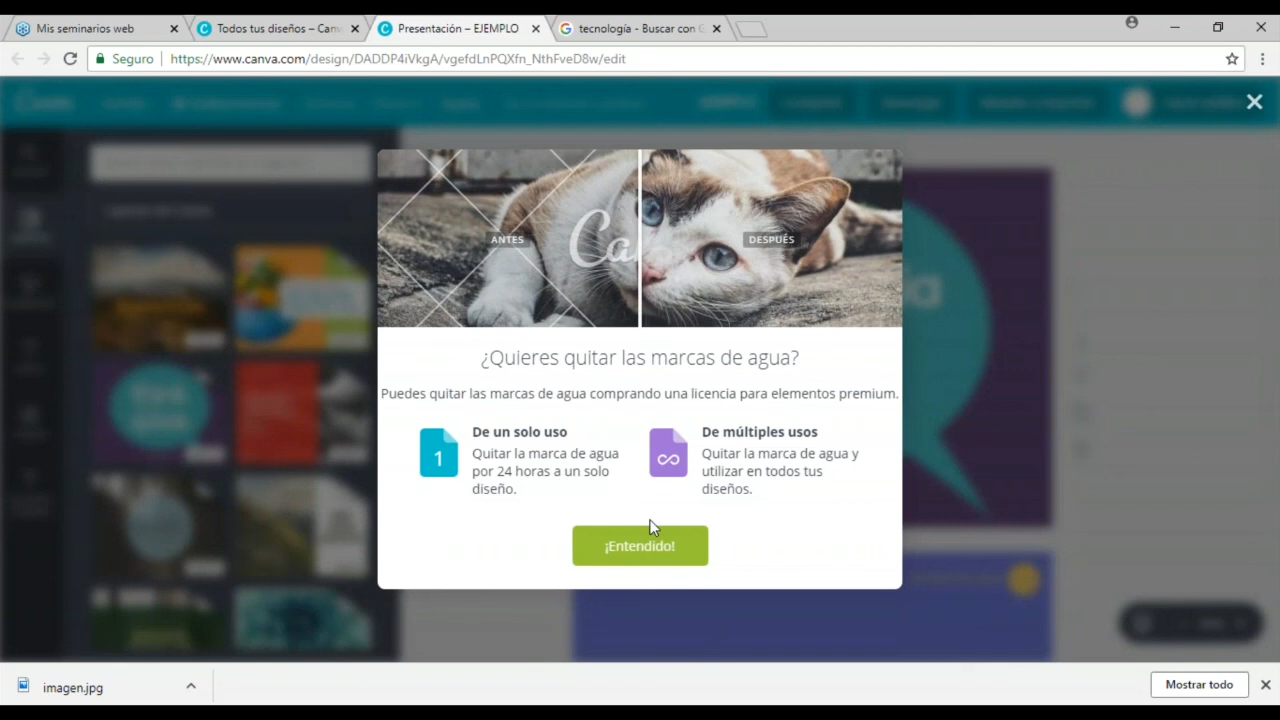 Mis seminarios web
Todos tus diseños – Canv
Presentación – EJEMPLO
tecnología - Buscar con G
Seguro
https://www.canva.com/design/DADDP4iVkgA/vgefdLnPQXfn_NthFveD8w/edit
ANTES
Ca
DESPUÉS
¿Quieres quitar las marcas de agua?
Puedes quitar las marcas de agua comprando una licencia para elementos premium.
1
De un solo uso
Quitar la marca de agua
por 24 horas a un solo
diseño.
De múltiples usos
Quitar la marca de agua y
utilizar en todos tus
diseños.
¡Entendido!
imagen.jpg
Mostrar todo